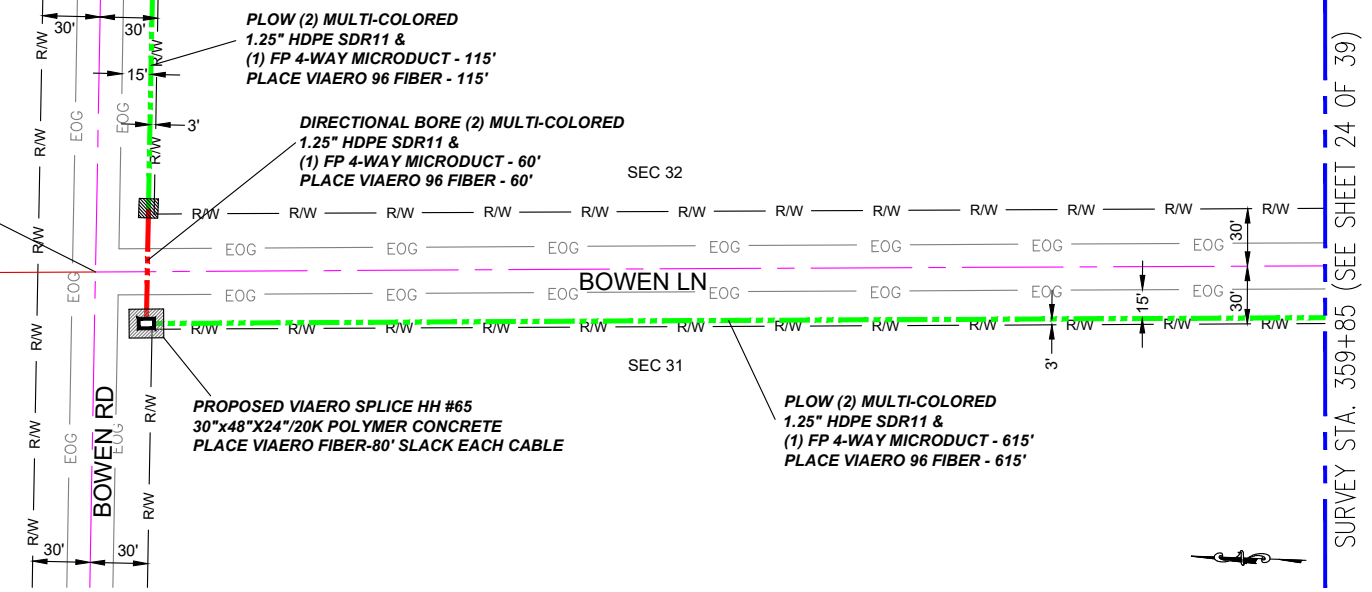 PLOW (2) MULTI-COLORED
1.25" HDPE SDR11 &
(1) FP 4-WAY MICRODUCT - 115'
PLACE VIAERO 96 FIBER - 115'
30'
30'
R/W
R/W
15'
EOG
EOG
3'
R/W
R/W
DIRECTIONAL BORE (2) MULTI-COLORED
1.25" HDPE SDR11 &
(1) FP 4-WAY MICRODUCT - 60'
PLACE VIAERO 96 FIBER - 60'
SEC 32
R/W R/W R/W R/W R/W R/W R/W R/W R/W R/W R/W R/W
R/W
EOG EOG EOG EOG EOG EOG EOG
30'
EOG
BOWEN LN
EOG EOG EOG EOG EOG EOG EOG
15'
30'
R/W
R/W R/W R/W R/W R/W R/W R/W R/W R/W R/W R/W R/W
3'
SEC 31
PROPOSED VIAERO SPLICE HH #65
30"x48"X24"/20K POLYMER CONCRETE
PLACE VIAERO FIBER-80' SLACK EACH CABLE
PLOW (2) MULTI-COLORED
1.25" HDPE SDR11 &
(1) FP 4-WAY MICRODUCT - 615'
PLACE VIAERO 96 FIBER - 615'
BOWEN RD
R/W
EOG
EOG
R/W
R/W
R/W
30'
30'
SURVEY STA. 359+85 (SEE SHEET 24 OF 39)